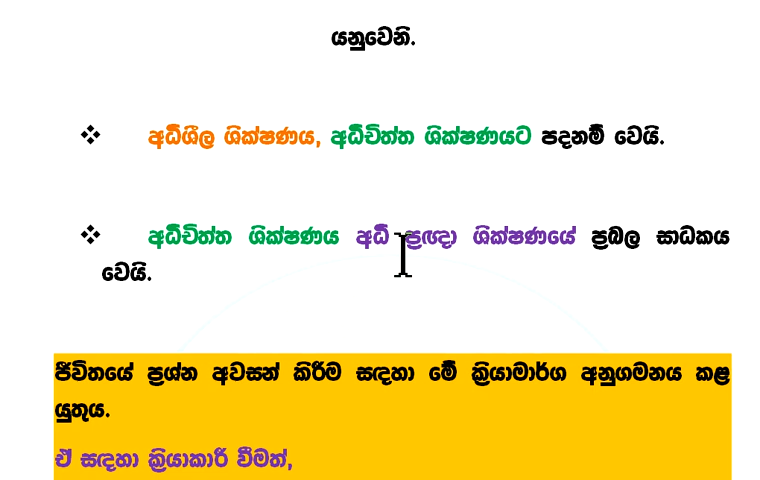 යනුවෙනි.
❖ අධිශීල ශික්ෂණය, අධිචිත්ත ශික්ෂණයට පදනම් වෙයි.
❖ අධිචිත්ත ශික්ෂණය අධි ප්‍රඥා ශික්ෂණයේ ප්‍රබල සාධකය
වෙයි.
ජීවිතයේ ප්‍රශ්න අවසන් කිරීම සඳහා මේ ක්‍රියාමාර්ග අනුගමනය කළ
යුතුය.
ඒ සඳහා ක්‍රියාකාරී වීමත්,